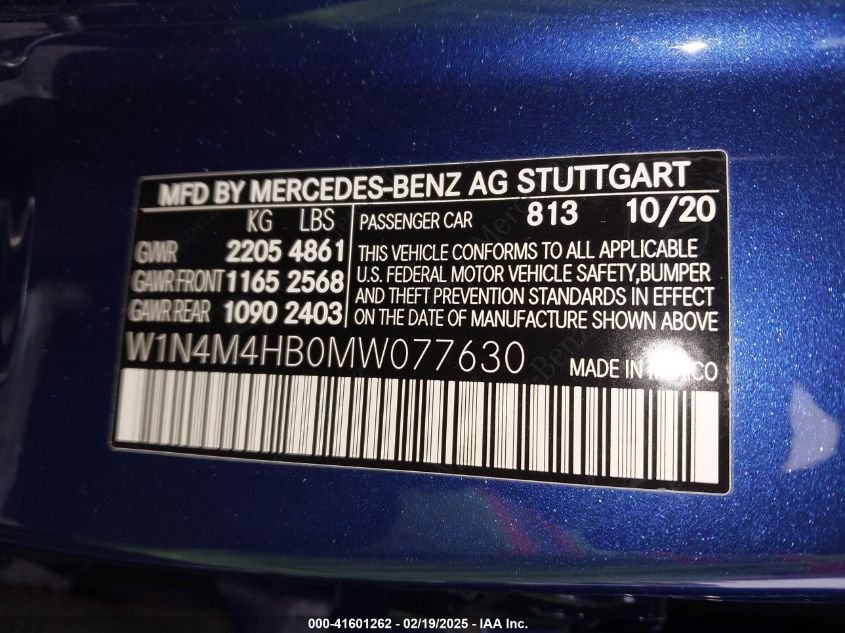 MFD BY MERCEDES-BENZ AG STUTTGART
KG LBS
GVWR 2205 4861
GAWR FRONT 1165 2568
GAWR REAR 1090 2403
PASSENGER CAR 813 10/20
THIS VEHICLE CONFORMS TO ALL APPLICABLE
U.S. FEDERAL MOTOR VEHICLE SAFETY,BUMPER
AND THEFT PREVENTION STANDARDS IN EFFECT
ON THE DATE OF MANUFACTURE SHOWN ABOVE
W1N4M4HB0MW077630
MADE IN MEXICO
000-41601262 - 02/19/2025 - IAA Inc.